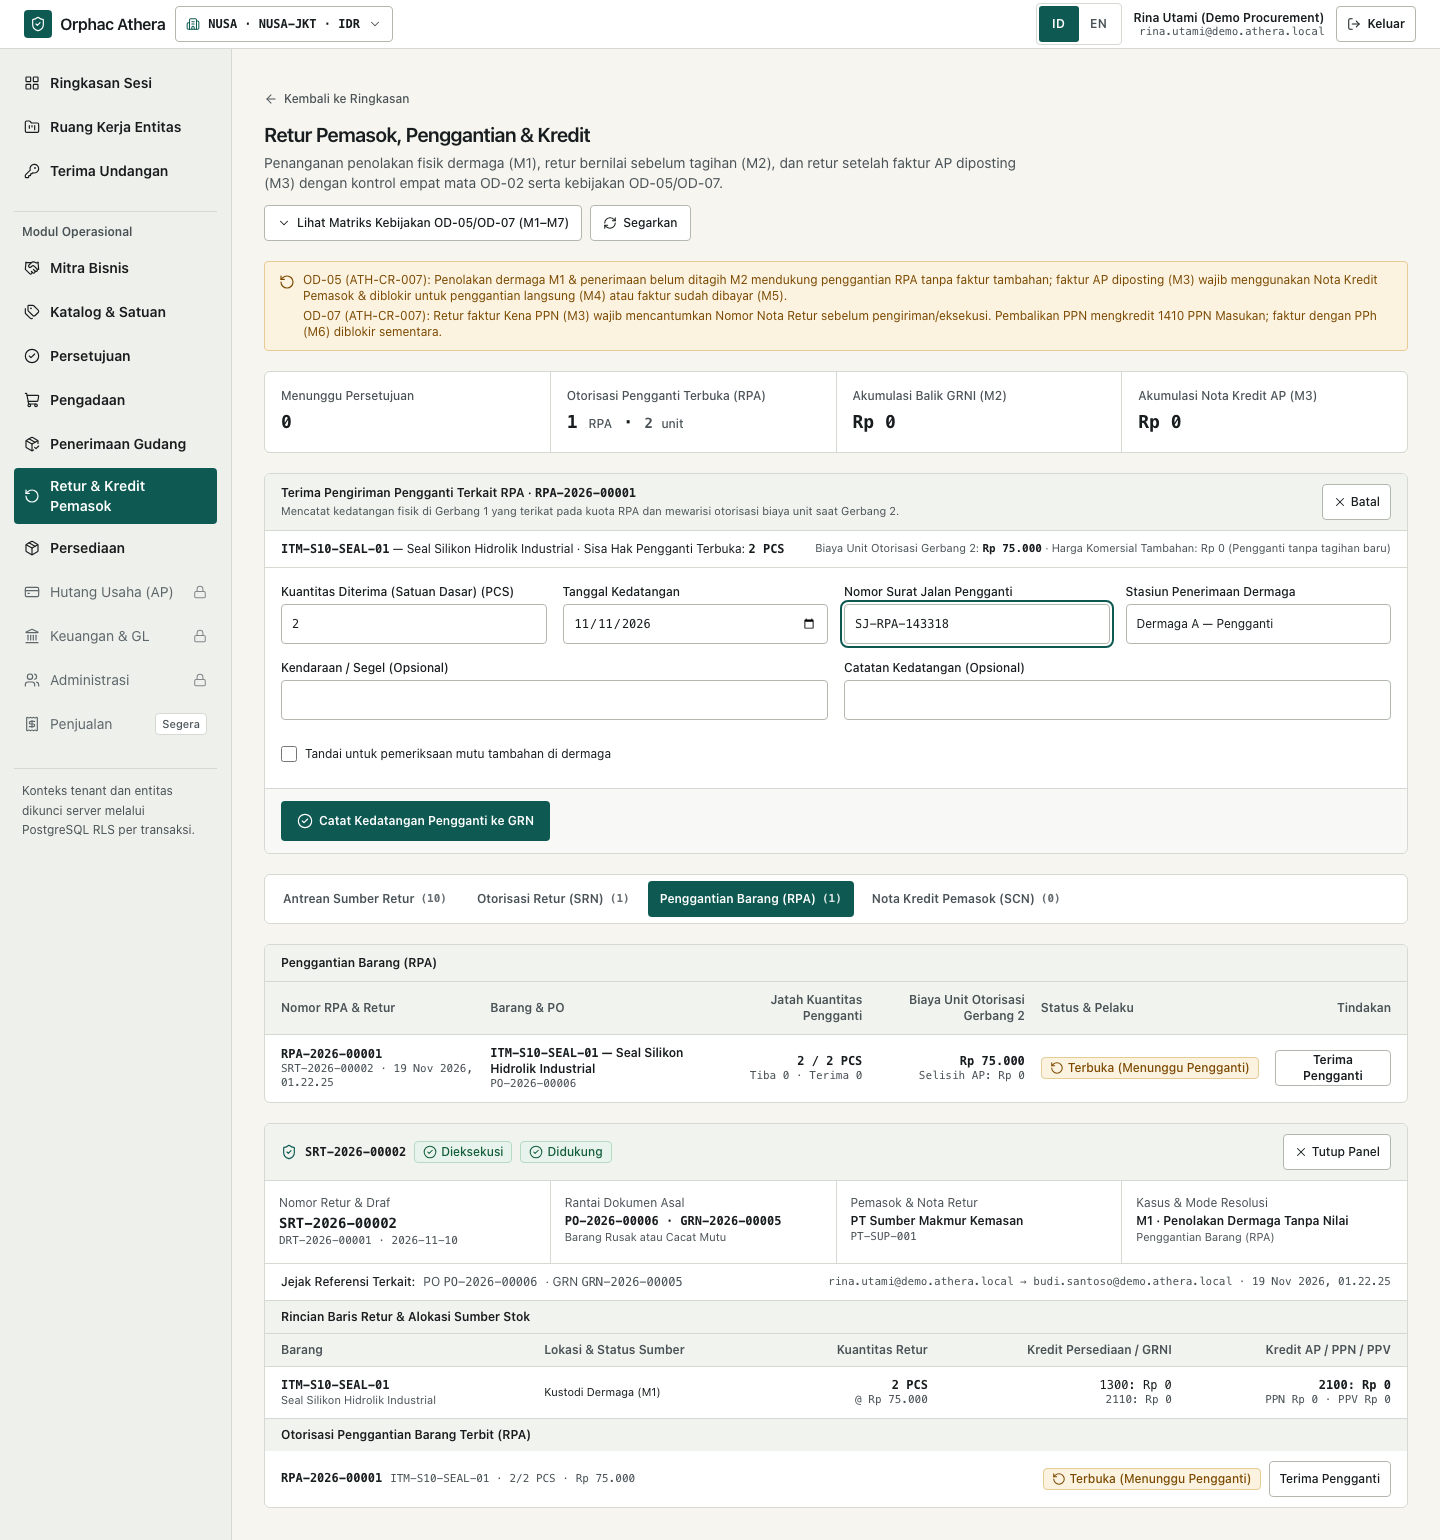 Orphac Athera
NUSA · NUSA-JKT · IDR
ID
EN
Rina Utami (Demo Procurement)
rina.utami@demo.athera.local
Keluar
Ringkasan Sesi
Ruang Kerja Entitas
Terima Undangan
Modul Operasional
Mitra Bisnis
Katalog & Satuan
Persetujuan
Pengadaan
Penerimaan Gudang
Retur & Kredit
Pemasok
Persediaan
Hutang Usaha (AP)
Keuangan & GL
Administrasi
Penjualan
Segera
Konteks tenant dan entitas
dikunci server melalui
PostgreSQL RLS per transaksi.
Kembali ke Ringkasan
Retur Pemasok, Penggantian & Kredit
Penanganan penolakan fisik dermaga (M1), retur bernilai sebelum tagihan (M2), dan retur setelah faktur AP diposting
(M3) dengan kontrol empat mata OD-02 serta kebijakan OD-05/OD-07.
Lihat Matriks Kebijakan OD-05/OD-07 (M1–M7)
Segarkan
OD-05 (ATH-CR-007): Penolakan dermaga M1 & penerimaan belum ditagih M2 mendukung penggantian RPA tanpa faktur tambahan; faktur AP diposting (M3) wajib menggunakan Nota Kredit
Pemasok & diblokir untuk penggantian langsung (M4) atau faktur sudah dibayar (M5).
OD-07 (ATH-CR-007): Retur faktur Kena PPN (M3) wajib mencantumkan Nomor Nota Retur sebelum pengiriman/eksekusi. Pembalikan PPN mengkredit 1410 PPN Masukan; faktur dengan PPh
(M6) diblokir sementara.
Menunggu Persetujuan
0
Otorisasi Pengganti Terbuka (RPA)
1 RPA · 2 unit
Akumulasi Balik GRNI (M2)
Rp 0
Akumulasi Nota Kredit AP (M3)
Rp 0
Terima Pengiriman Pengganti Terkait RPA · RPA-2026-00001
Mencatat kedatangan fisik di Gerbang 1 yang terikat pada kuota RPA dan mewarisi otorisasi biaya unit saat Gerbang 2.
Batal
ITM-S10-SEAL-01 — Seal Silikon Hidrolik Industrial · Sisa Hak Pengganti Terbuka: 2 PCS
Biaya Unit Otorisasi Gerbang 2: Rp 75.000 · Harga Komersial Tambahan: Rp 0 (Pengganti tanpa tagihan baru)
Kuantitas Diterima (Satuan Dasar) (PCS)
2
Tanggal Kedatangan
11/11/2026
Nomor Surat Jalan Pengganti
SJ-RPA-143318
Stasiun Penerimaan Dermaga
Dermaga A — Pengganti
Kendaraan / Segel (Opsional)
Catatan Kedatangan (Opsional)
Tandai untuk pemeriksaan mutu tambahan di dermaga
Catat Kedatangan Pengganti ke GRN
Antrean Sumber Retur (10)
Otorisasi Retur (SRN) (1)
Penggantian Barang (RPA) (1)
Nota Kredit Pemasok (SCN) (0)
Penggantian Barang (RPA)
Nomor RPA & Retur
Barang & PO
Jatah Kuantitas
Pengganti
Biaya Unit Otorisasi
Gerbang 2
Status & Pelaku
Tindakan
RPA-2026-00001
SRT-2026-00002 · 19 Nov 2026,
01.22.25
ITM-S10-SEAL-01 — Seal Silikon
Hidrolik Industrial
PO-2026-00006
2 / 2 PCS
Tiba 0 · Terima 0
Rp 75.000
Selisih AP: Rp 0
Terbuka (Menunggu Pengganti)
Terima
Pengganti
SRT-2026-00002
Dieksekusi
Didukung
Tutup Panel
Nomor Retur & Draf
SRT-2026-00002
DRT-2026-00001 · 2026-11-10
Rantai Dokumen Asal
PO-2026-00006 · GRN-2026-00005
Barang Rusak atau Cacat Mutu
Pemasok & Nota Retur
PT Sumber Makmur Kemasan
PT-SUP-001
Kasus & Mode Resolusi
M1 · Penolakan Dermaga Tanpa Nilai
Penggantian Barang (RPA)
Jejak Referensi Terkait: PO PO-2026-00006 · GRN GRN-2026-00005
rina.utami@demo.athera.local → budi.santoso@demo.athera.local · 19 Nov 2026, 01.22.25
Rincian Baris Retur & Alokasi Sumber Stok
Barang
Lokasi & Status Sumber
Kuantitas Retur
Kredit Persediaan / GRNI
Kredit AP / PPN / PPV
ITM-S10-SEAL-01
Seal Silikon Hidrolik Industrial
Kustodi Dermaga (M1)
2 PCS
@ Rp 75.000
1300: Rp 0
2110: Rp 0
2100: Rp 0
PPN Rp 0 · PPV Rp 0
Otorisasi Penggantian Barang Terbit (RPA)
RPA-2026-00001 ITM-S10-SEAL-01 · 2/2 PCS · Rp 75.000
Terbuka (Menunggu Pengganti)
Terima Pengganti